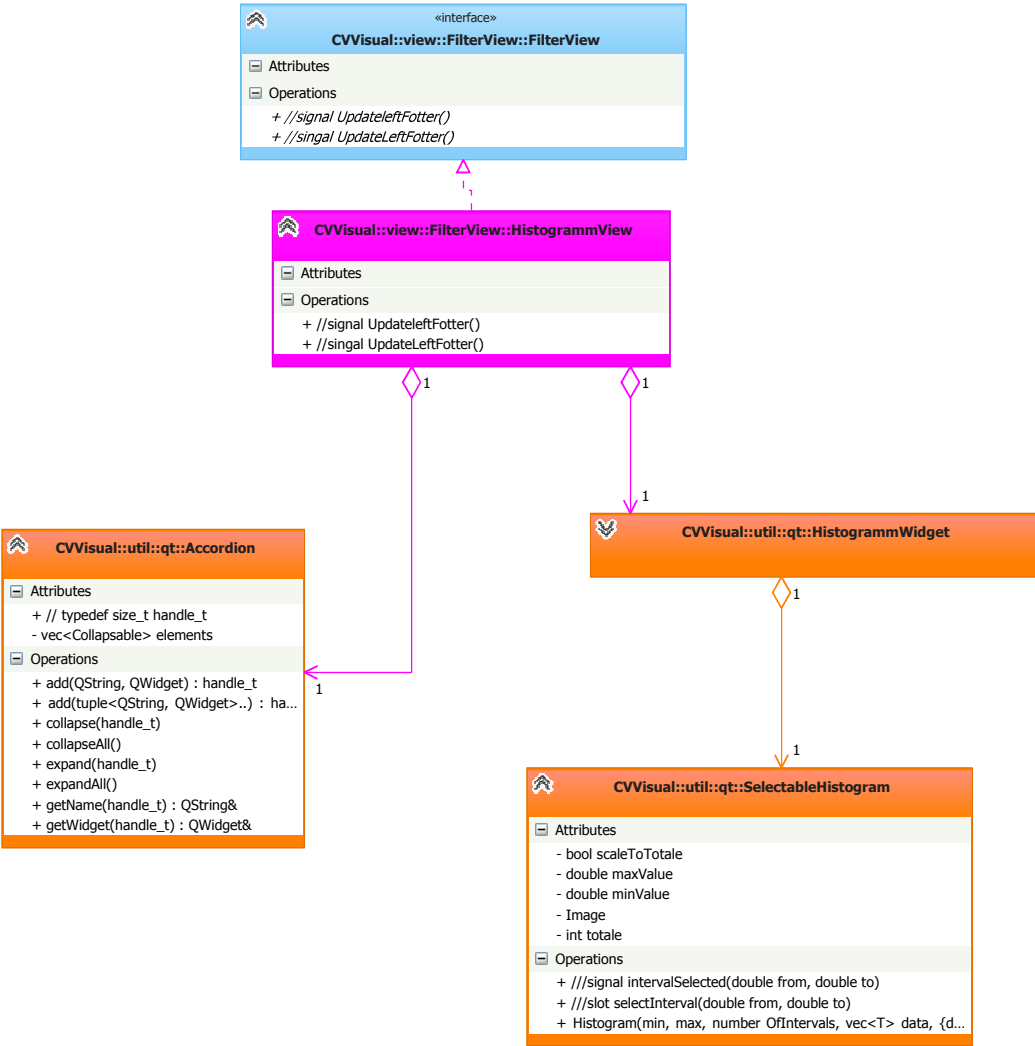 «interface»
CVVisual::view::FilterView::FilterView
Attributes
Operations
+ //signal UpdateleftFotter()
+ //singal UpdateLeftFotter()
CVVisual::view::FilterView::HistogrammView
Attributes
Operations
+ //signal UpdateleftFotter()
+ //singal UpdateLeftFotter()
1
1
1
CVVisual::util::qt::HistogrammWidget
1
CVVisual::util::qt::Accordion
Attributes
+ // typedef size_t handle_t
- vec<Collapsable> elements
Operations
+ add(QString, QWidget) : handle_t
+ add(tuple<QString, QWidget>..) : ha...
+ collapse(handle_t)
+ collapseAll()
+ expand(handle_t)
+ expandAll()
+ getName(handle_t) : QString&
+ getWidget(handle_t) : QWidget&
1
1
CVVisual::util::qt::SelectableHistogram
Attributes
- bool scaleToTotale
- double maxValue
- double minValue
- Image
- int totale
Operations
+ ///signal intervalSelected(double from, double to)
+ ///slot selectInterval(double from, double to)
+ Histogram(min, max, number OfIntervals, vec<T> data, {d...